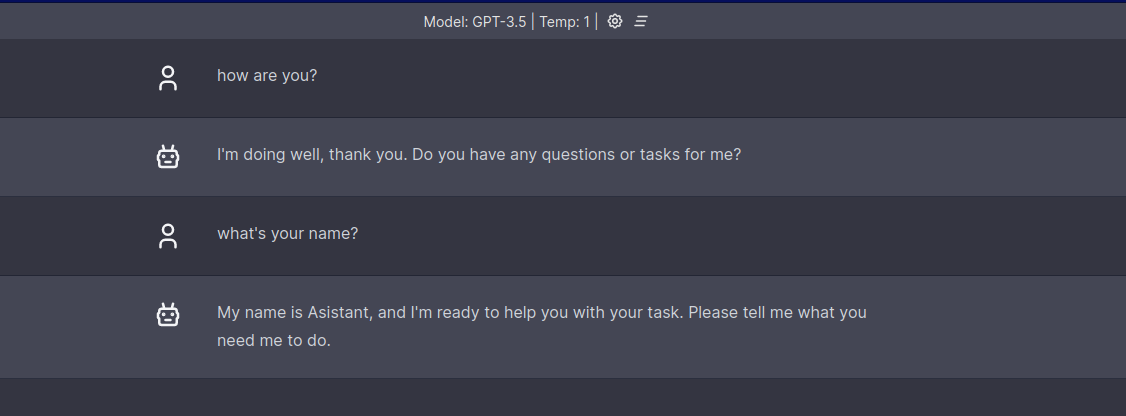 Model: GPT-3.5 | Temp: 1 |
how are you?
I'm doing well, thank you. Do you have any questions or tasks for me?
what's your name?
My name is Asistant, and I'm ready to help you with your task. Please tell me what you
need me to do.